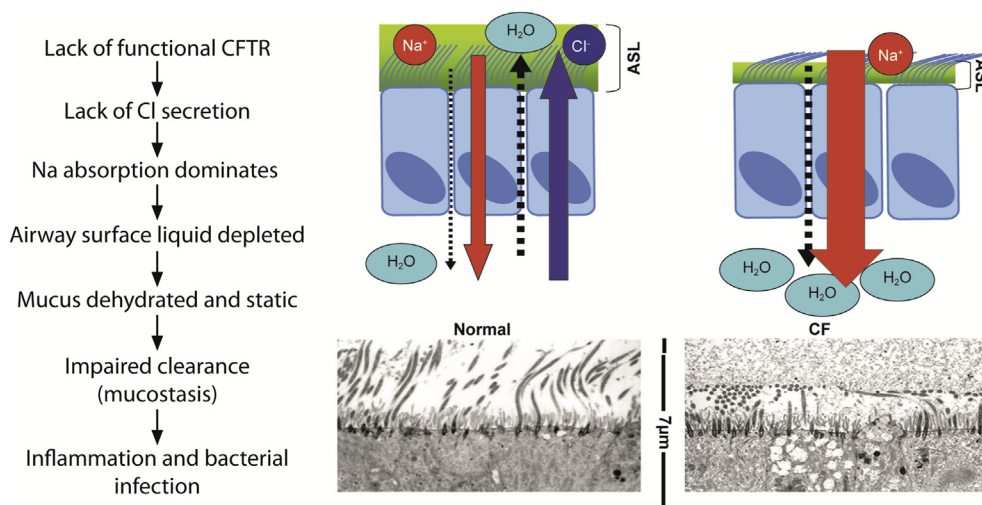 Lack of functional CFTR
Lack of Cl secretion
Na absorption dominates
Airway surface liquid depleted
Mucus dehydrated and static
Impaired clearance
(mucostasis)
Inflammation and bacterial
infection
Na⁺
H₂O
Cl⁻
ASL
H₂O
Normal
Na⁺
ASL
H₂O
H₂O
H₂O
CF
7μm